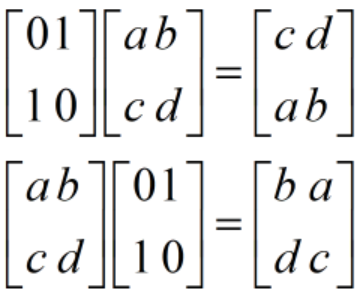 [0 1 1 0] [a b c d] = [c d a b]
[a b c d] [0 1 1 0] = [b a d c]